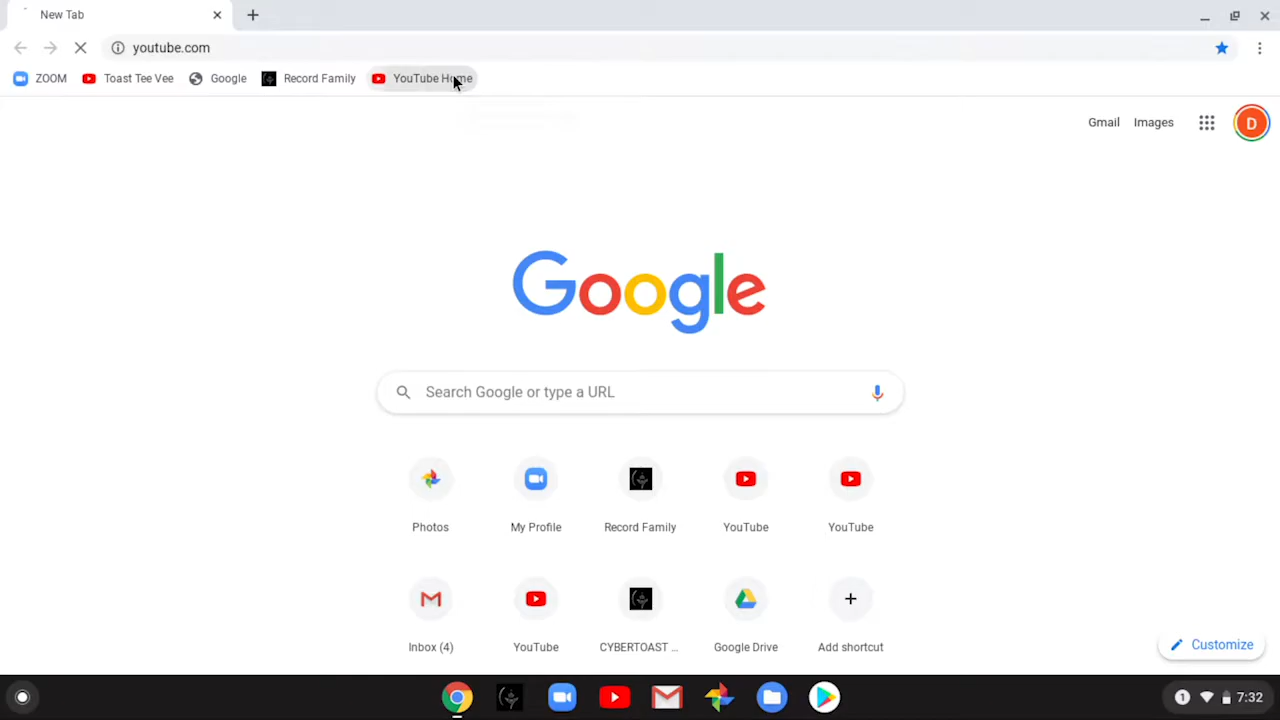 New Tab
youtube.com
ZOOM Toast Tee Vee Google Record Family YouTube Home
Gmail Images D
Google
Search Google or type a URL
Photos My Profile Record Family YouTube YouTube
Inbox (4) YouTube CYBERTOAST ... Google Drive Add shortcut
Customize
1 7:32